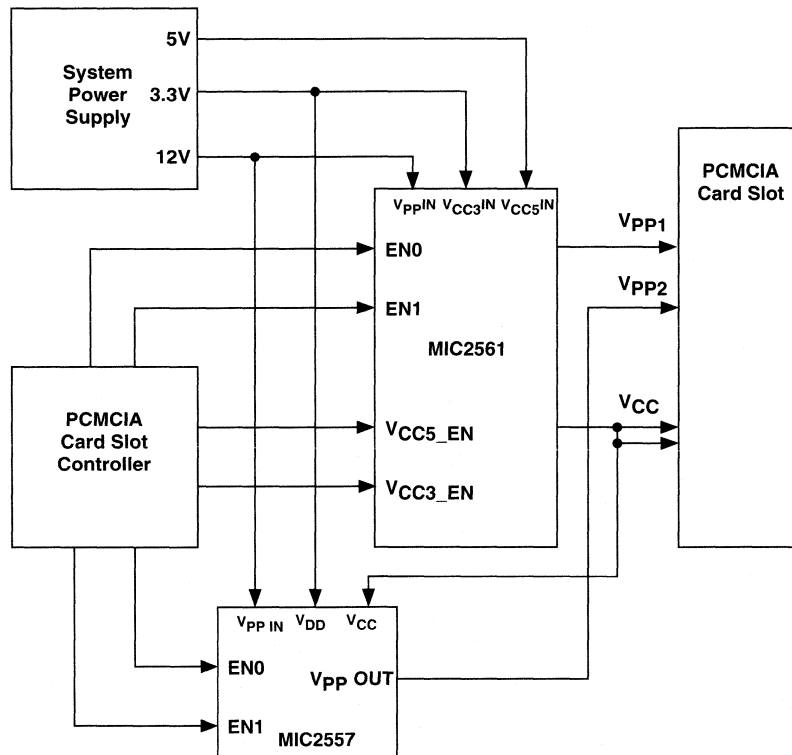 5V
System
Power
Supply
3.3V
12V
PCMCIA
Card Slot
VPPIN VCC3IN VCC5IN
VPP1
EN0
VPP2
EN1
MIC2561
PCMCIA
Card Slot
Controller
VCC
VCC5_EN
VCC3_EN
VPP IN VDD VCC
EN0
VPP OUT
EN1
MIC2557